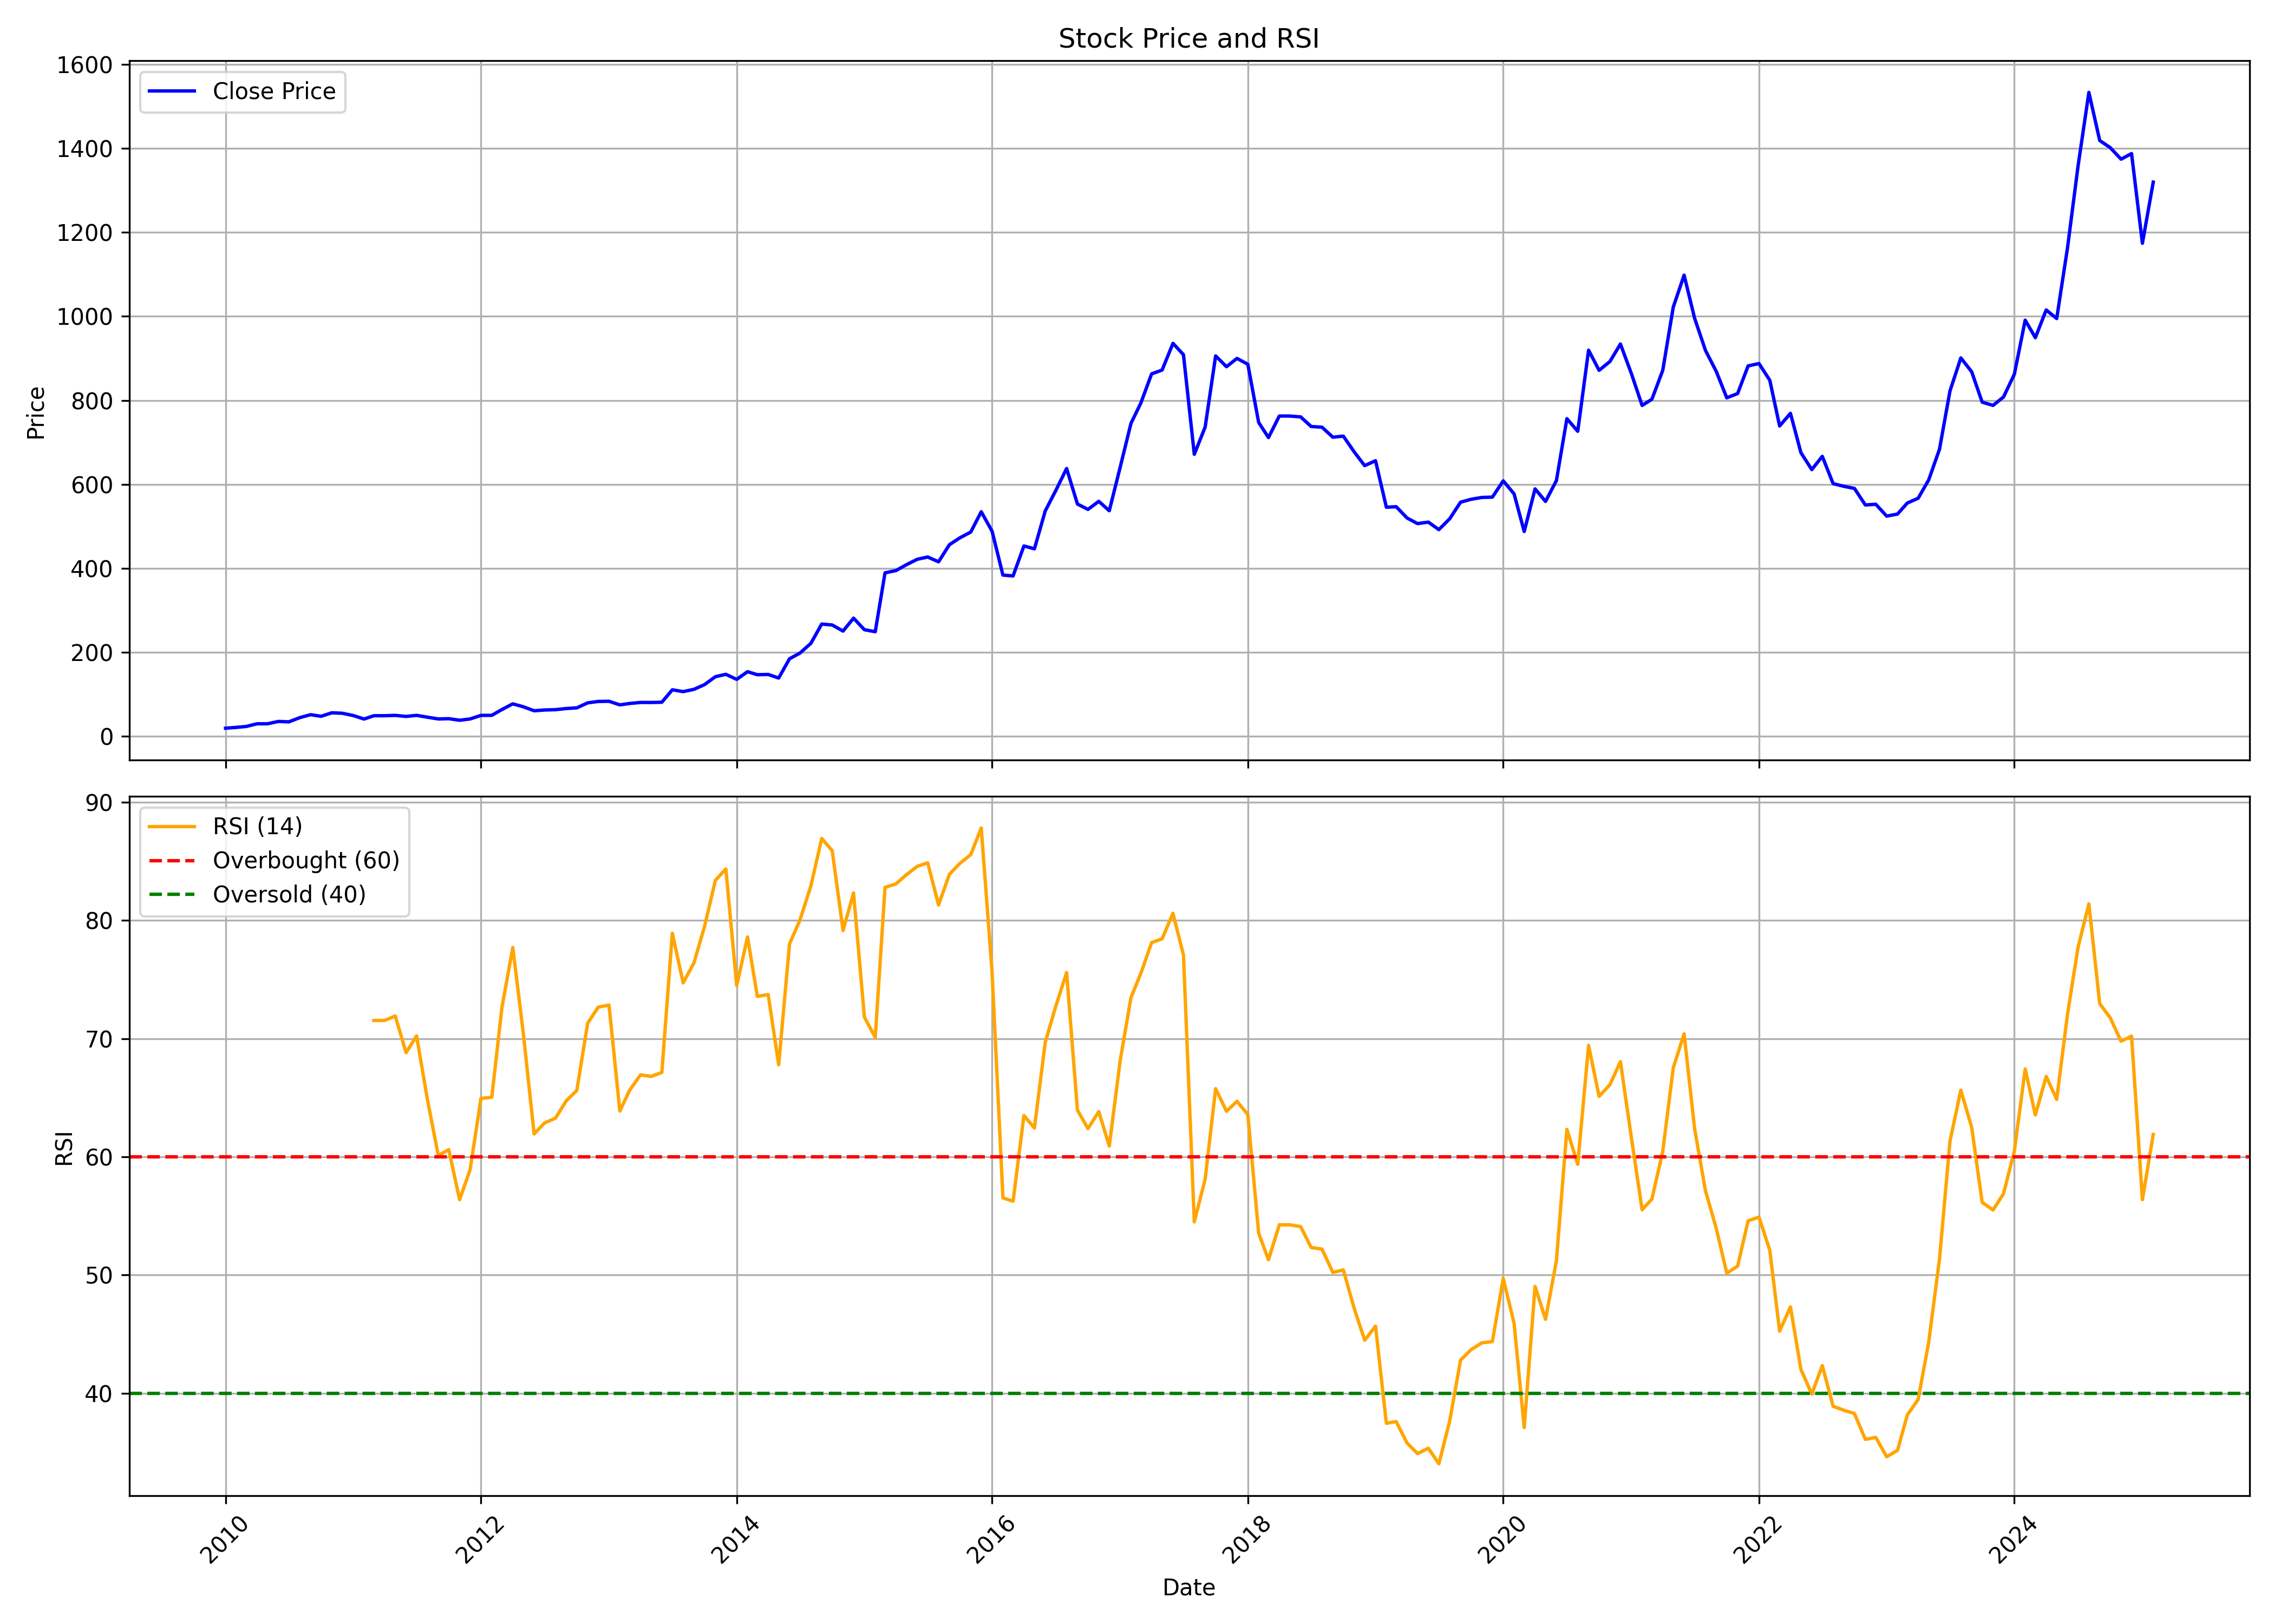 Stock Price and RSI
Close Price
Price
1600
1400
1200
1000
800
600
400
200
0
RSI (14)
Overbought (60)
Oversold (40)
RSI
90
80
70
60
50
40
2010
2012
2014
2016
2018
2020
2022
2024
Date